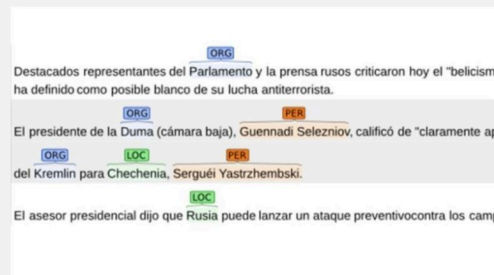 ORG
Destacados representantes del Parlamento y la prensa rusos criticaron hoy el "belicism
ha definido como posible blanco de su lucha antiterrorista.
ORG PER
El presidente de la Duma (cámara baja), Guennadi Selezniov, calificó de "claramente ap
ORG LOC PER
del Kremlin para Chechenia, Serguéi Yastrzhembski.
LOC
El asesor presidencial dijo que Rusia puede lanzar un ataque preventivocontra los cam